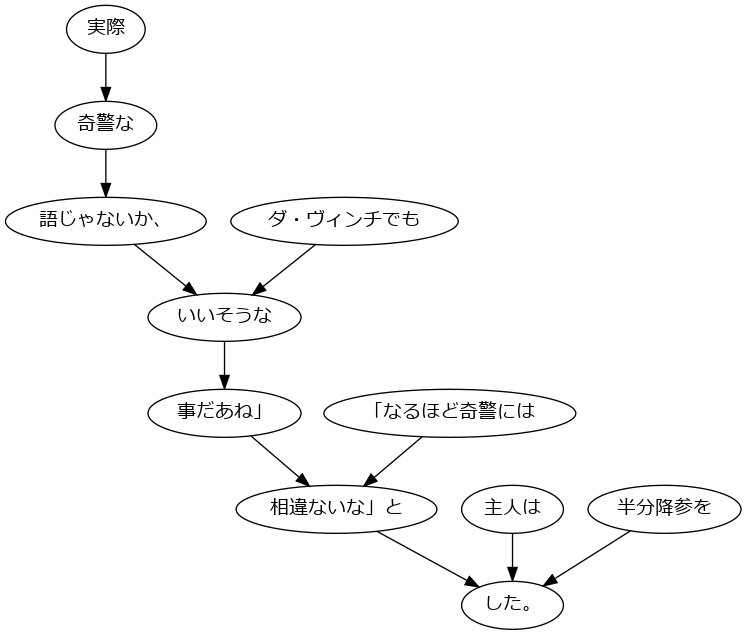 実際
奇警な
語じゃないか、
ダ・ヴィンチでも
いいそうな
事だあね」
「なるほど奇警には
相違ないな」と
主人は
半分降参を
した。